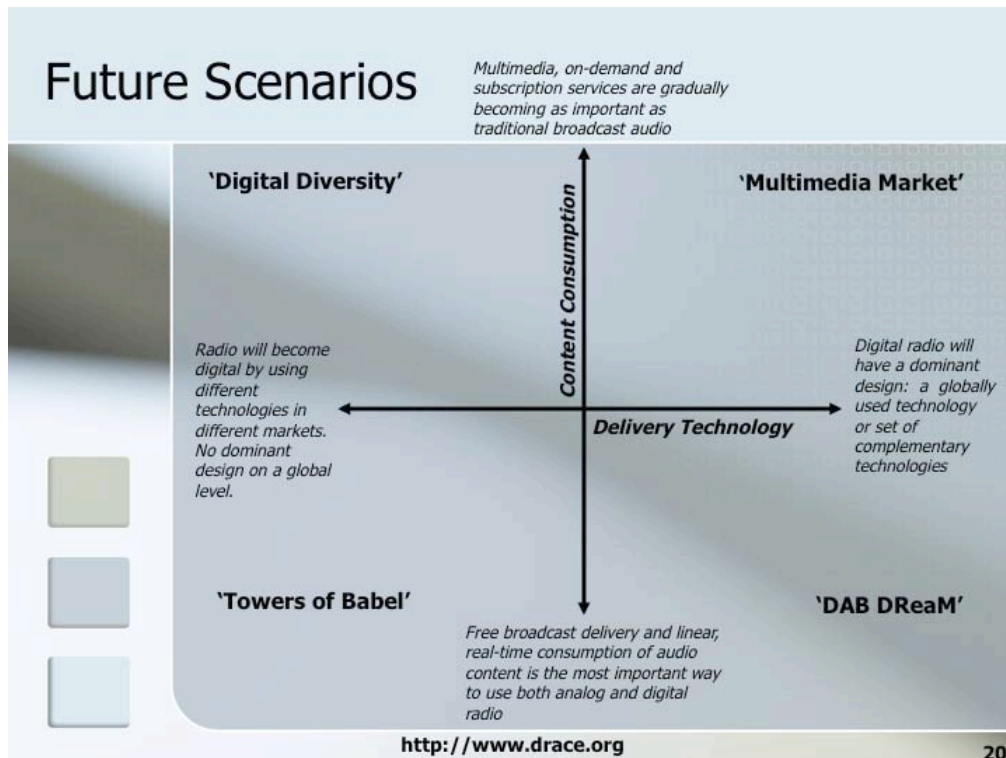 Future Scenarios
Multimedia, on-demand and
subscription services are gradually
becoming as important as
traditional broadcast audio
‘Digital Diversity’
‘Multimedia Market’
Content Consumption
Radio will become
digital by using
different
technologies in
different markets.
No dominant
design on a global
level.
Digital radio will
have a dominant
design: a globally
used technology
or set of
complementary
technologies
Delivery Technology
‘Towers of Babel’
‘DAB DReaM’
Free broadcast delivery and linear,
real-time consumption of audio
content is the most important way
to use both analog and digital
radio
http://www.drace.org
20